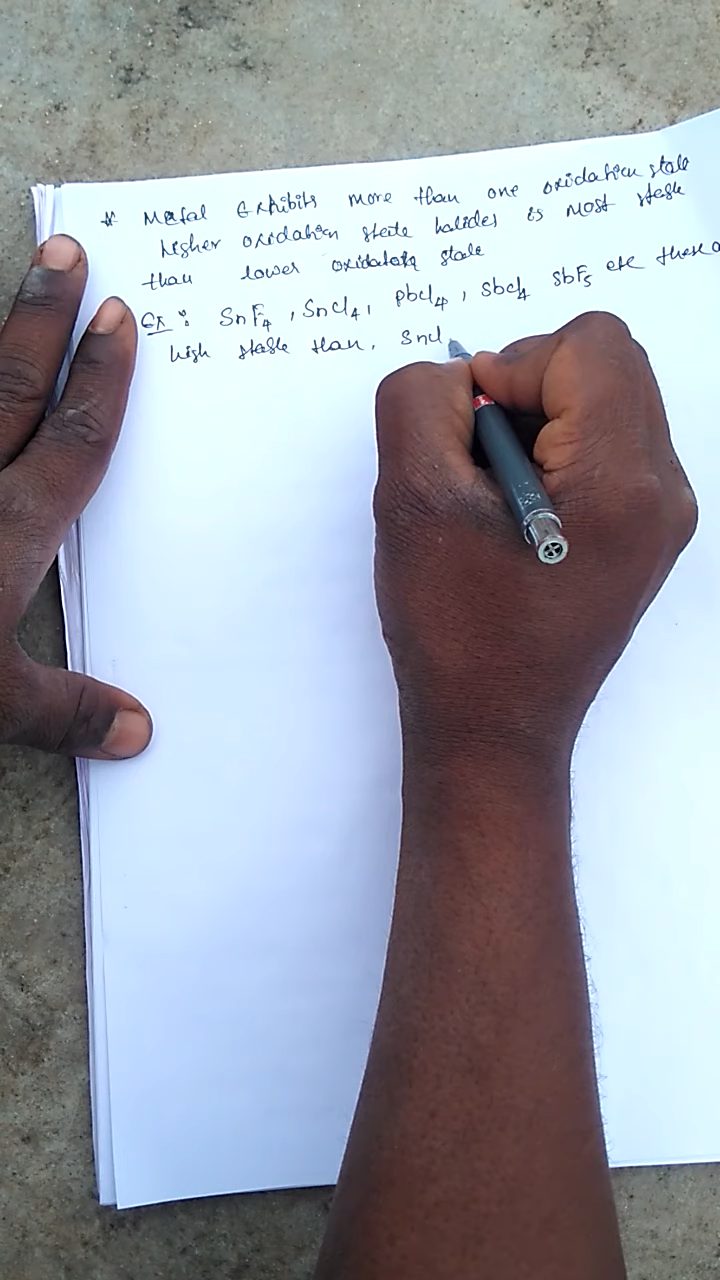 * Metal Exhibits more than one oxidation state
higher oxidation state halides is most stable
than lower oxidation state
Ex : SnF4 , SnCl4, PbCl4, SbCl4 SbF5 etc these a
high stable than, SnCl